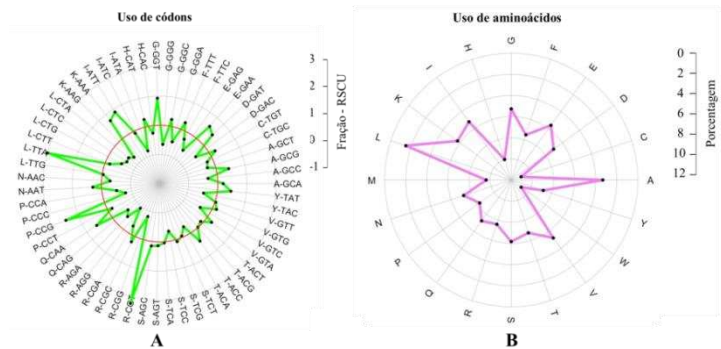 Uso de códons
G-GGT
G-GGG
G-GGC
G-GGA
F-TTT
F-TTC
E-GAG
E-GAA
D-GAT
D-GAC
C-TGT
C-TGC
A-GCT
A-GCG
A-GCC
A-GCA
Y-TAT
Y-TAC
V-GTT
V-GTG
V-GTC
V-GTA
T-ACT
T-ACG
T-ACC
T-ACA
S-TCT
S-TCG
S-TCC
S-TCA
S-AGT
S-AGC
R-CGG
R-CGC
R-CGA
R-AGG
R-AGA
Q-CAG
Q-CAA
P-CCT
P-CCG
P-CCC
P-CCA
N-AAT
N-AAC
L-TTG
L-TTA
L-CTT
L-CTG
L-CTC
L-CTA
K-AAG
K-AAA
I-ATT
I-ATC
I-ATA
H-CAT
H-CAC
3
2
1
0
-1
Fração - RSCU
A
Uso de aminoácidos
G
F
E
D
C
A
Y
W
V
T
S
R
Q
P
N
M
L
K
I
H
0
2
4
6
8
10
12
Porcentagem
B